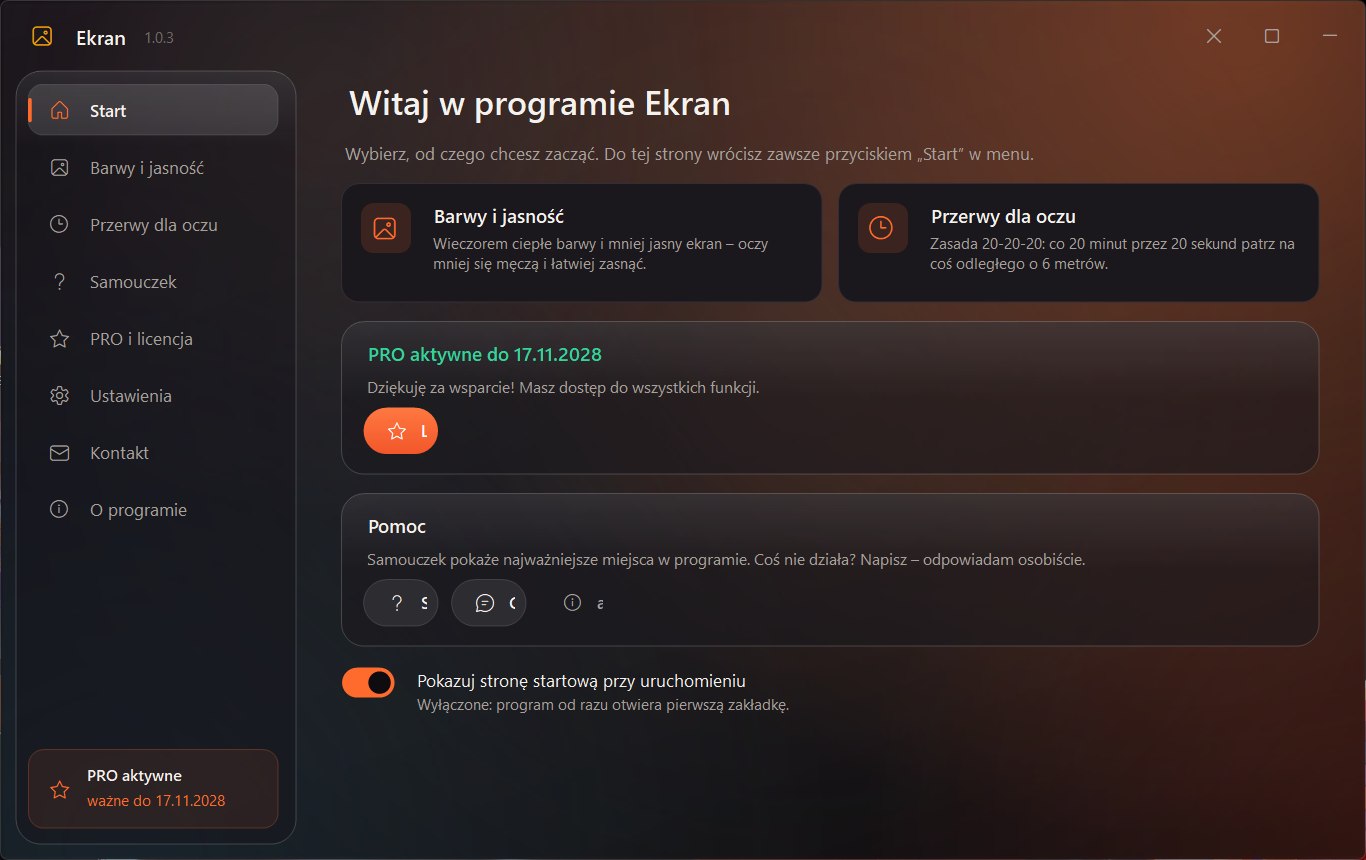 Ekran 1.0.3
Start
Barwy i jasność
Przerwy dla oczu
Samouczek
PRO i licencja
Ustawienia
Kontakt
O programie
PRO aktywne
ważne do 17.11.2028
Witaj w programie Ekran
Wybierz, od czego chcesz zacząć. Do tej strony wrócisz zawsze przyciskiem „Start” w menu.
Barwy i jasność
Wieczorem ciepłe barwy i mniej jasny ekran – oczy
mniej się męczą i łatwiej zasnąć.
Przerwy dla oczu
Zasada 20-20-20: co 20 minut przez 20 sekund patrz na
coś odległego o 6 metrów.
PRO aktywne do 17.11.2028
Dziękuję za wsparcie! Masz dostęp do wszystkich funkcji.
Pomoc
Samouczek pokaże najważniejsze miejsca w programie. Coś nie działa? Napisz – odpowiadam osobiście.
Pokazuj stronę startową przy uruchomieniu
Wyłączone: program od razu otwiera pierwszą zakładkę.